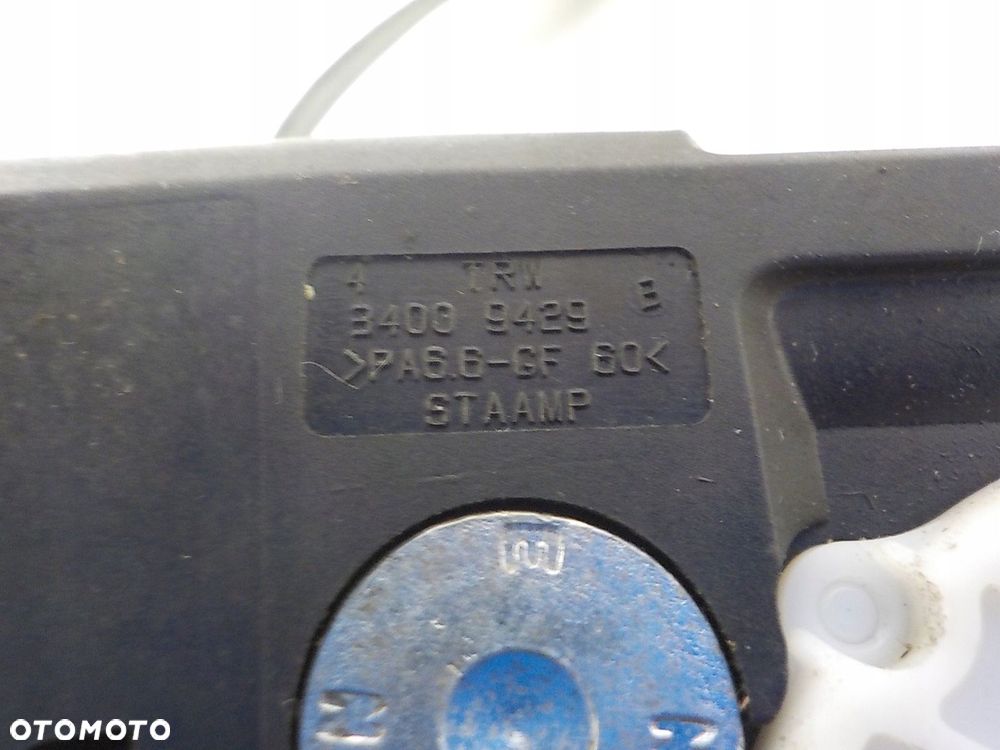 4 TRW B
3400 9429
>PA6.6-GF 60<
STAAMP
OTOMOTO